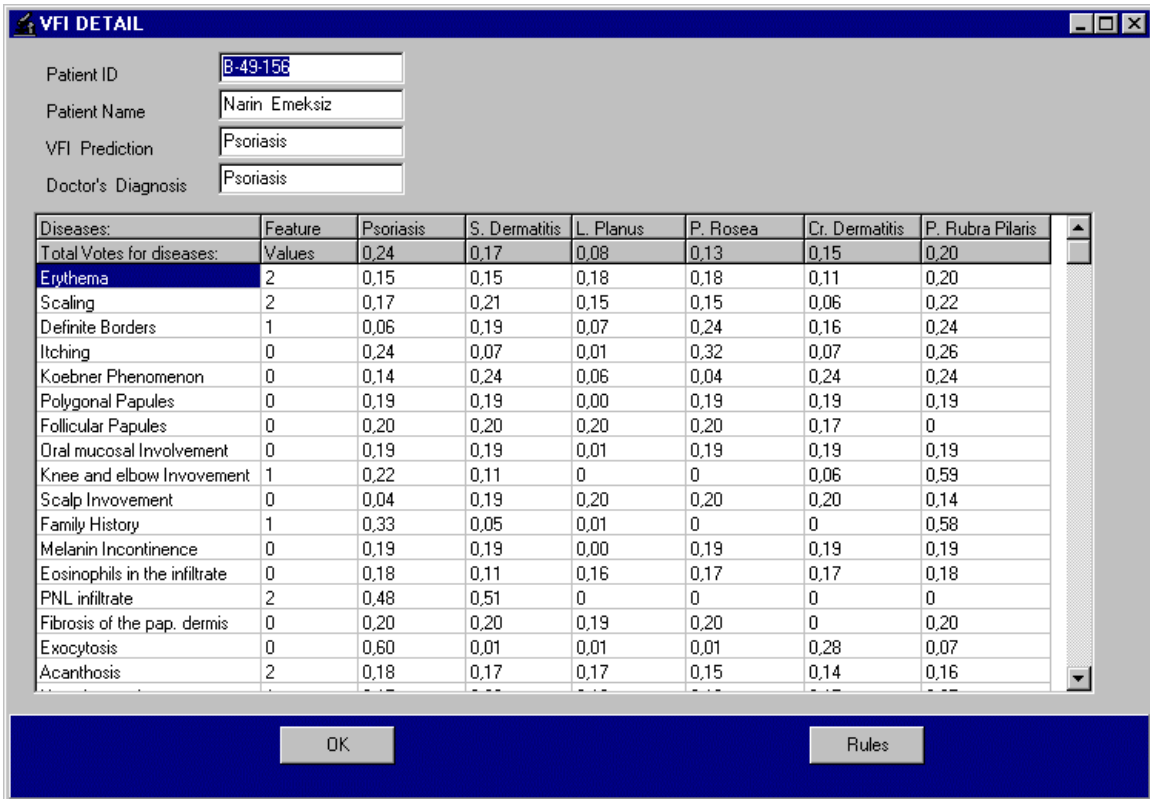 VFI DETAIL
Patient ID B-49-156
Patient Name Narin Emeksiz
VFI Prediction Psoriasis
Doctor's Diagnosis Psoriasis
Diseases: Feature Psoriasis S. Dermatitis L. Planus P. Rosea Cr. Dermatitis P. Rubra Pilaris
Total Votes for diseases: Values 0,24 0,17 0,08 0,13 0,15 0,20
Erythema 2 0,15 0,15 0,18 0,18 0,11 0,20
Scaling 2 0,17 0,21 0,15 0,15 0,06 0,22
Definite Borders 1 0,06 0,19 0,07 0,24 0,16 0,24
Itching 0 0,24 0,07 0,01 0,32 0,07 0,26
Koebner Phenomenon 0 0,14 0,24 0,06 0,04 0,24 0,24
Polygonal Papules 0 0,19 0,19 0,00 0,19 0,19 0,19
Follicular Papules 0 0,20 0,20 0,20 0,20 0,17 0
Oral mucosal Involvement 0 0,19 0,19 0,01 0,19 0,19 0,19
Knee and elbow Invovement 1 0,22 0,11 0 0 0,06 0,59
Scalp Invovement 0 0,04 0,19 0,20 0,20 0,20 0,14
Family History 1 0,33 0,05 0,01 0 0 0,58
Melanin Incontinence 0 0,19 0,19 0,00 0,19 0,19 0,19
Eosinophils in the infiltrate 0 0,18 0,11 0,16 0,17 0,17 0,18
PNL infiltrate 2 0,48 0,51 0 0 0 0
Fibrosis of the pap. dermis 0 0,20 0,20 0,19 0,20 0 0,20
Exocytosis 0 0,60 0,01 0,01 0,01 0,28 0,07
Acanthosis 2 0,18 0,17 0,17 0,15 0,14 0,16
OK Rules